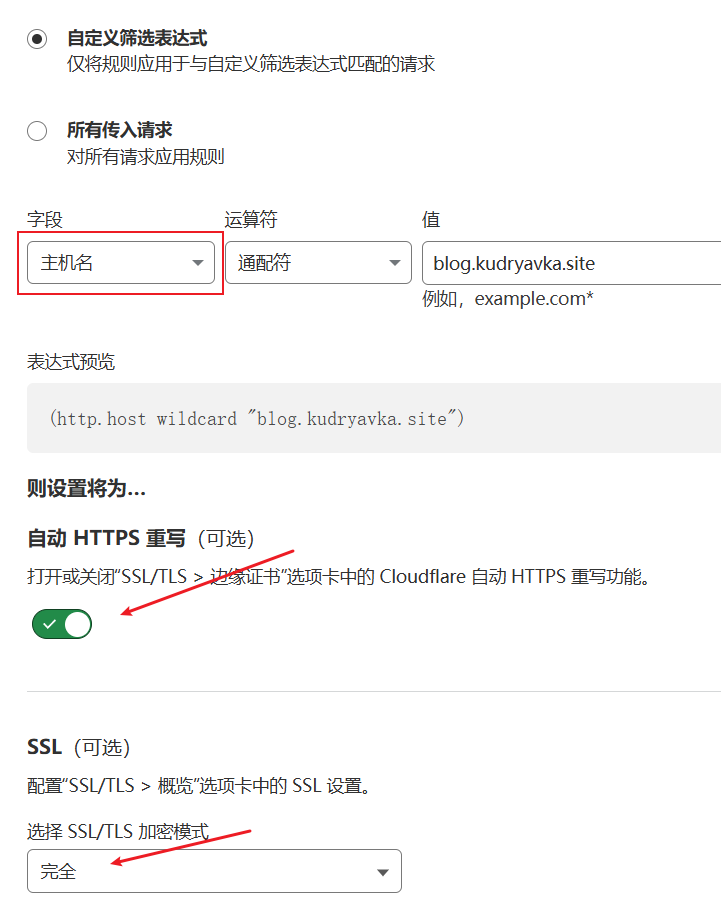 自定义筛选表达式
仅将规则应用于与自定义筛选表达式匹配的请求
所有传入请求
对所有请求应用规则
字段 运算符 值
主机名 通配符 blog.kudryavka.site
例如，example.com*
表达式预览
(http.host wildcard "blog.kudryavka.site")
则设置将为...
自动 HTTPS 重写（可选）
打开或关闭“SSL/TLS > 边缘证书”选项卡中的 Cloudflare 自动 HTTPS 重写功能。
SSL（可选）
配置“SSL/TLS > 概览”选项卡中的 SSL 设置。
选择 SSL/TLS 加密模式
完全